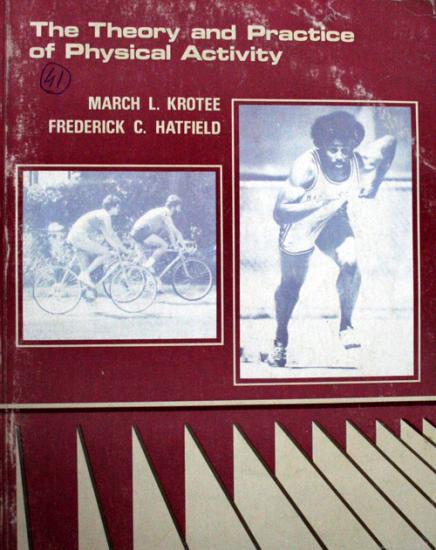 The Theory and Practice
of Physical Activity
41
MARCH L. KROTEE
FREDERICK C. HATFIELD